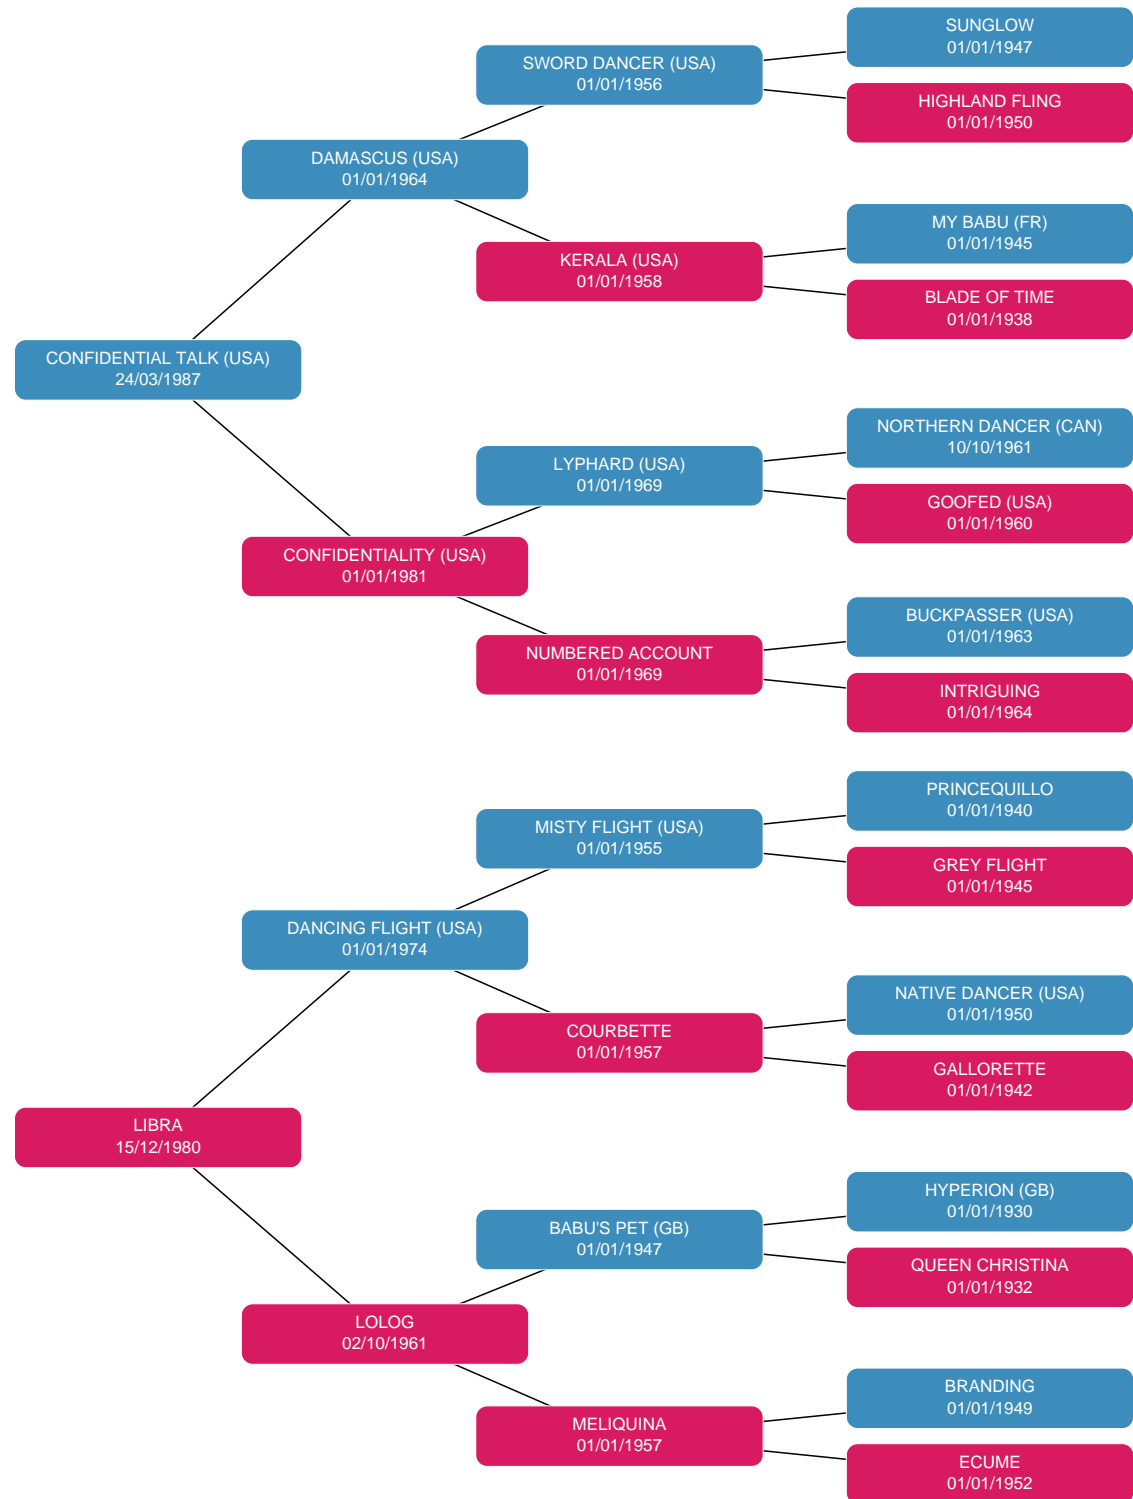 SUNGLOW
01/01/1947
SWORD DANCER (USA)
01/01/1956
HIGHLAND FLING
01/01/1950
DAMASCUS (USA)
01/01/1964
MY BABU (FR)
01/01/1945
KERALA (USA)
01/01/1958
BLADE OF TIME
01/01/1938
CONFIDENTIAL TALK (USA)
24/03/1987
NORTHERN DANCER (CAN)
10/10/1961
LYPHARD (USA)
01/01/1969
GOOFED (USA)
01/01/1960
CONFIDENTIALITY (USA)
01/01/1981
BUCKPASSER (USA)
01/01/1963
NUMBERED ACCOUNT
01/01/1969
INTRIGUING
01/01/1964
PRINCEQUILLO
01/01/1940
MISTY FLIGHT (USA)
01/01/1955
GREY FLIGHT
01/01/1945
DANCING FLIGHT (USA)
01/01/1974
NATIVE DANCER (USA)
01/01/1950
COURBETTE
01/01/1957
GALLORETTE
01/01/1942
LIBRA
15/12/1980
HYPERION (GB)
01/01/1930
BABU'S PET (GB)
01/01/1947
QUEEN CHRISTINA
01/01/1932
LOLOG
02/10/1961
BRANDING
01/01/1949
MELIQUINA
01/01/1957
ECUME
01/01/1952